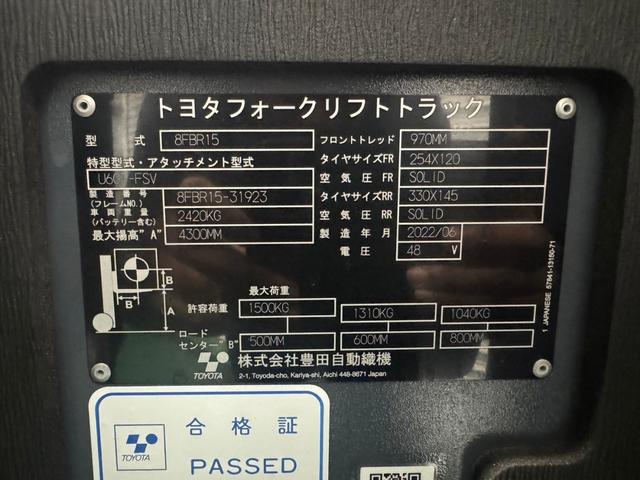 トヨタフォークリフトトラック
型式 8FBR15
特型型式・アタッチメント型式
FSV
製造番号 (フレームNO.) 8FBR15-31923
車両重量 (バッテリー含む) 2420KG
最大揚高"A" 4300MM
フロントトレッド 970MM
タイヤサイズFR 254X120
空気圧FR SOLID
タイヤサイズRR 330X145
空気圧RR SOLID
製造年月 2022/06
電圧 48 V
B
B
A
最大荷重
許容荷重 1500KG 1310KG 1040KG
ロードセンター"B" 500MM 600MM 800MM
TOYOTA
株式会社豊田自動織機
2-1, Toyoda-cho, Kariya-shi, Aichi 448-8671 Japan
1 JAPANESE 57841-13150-71
TOYOTA
合格証
PASSED